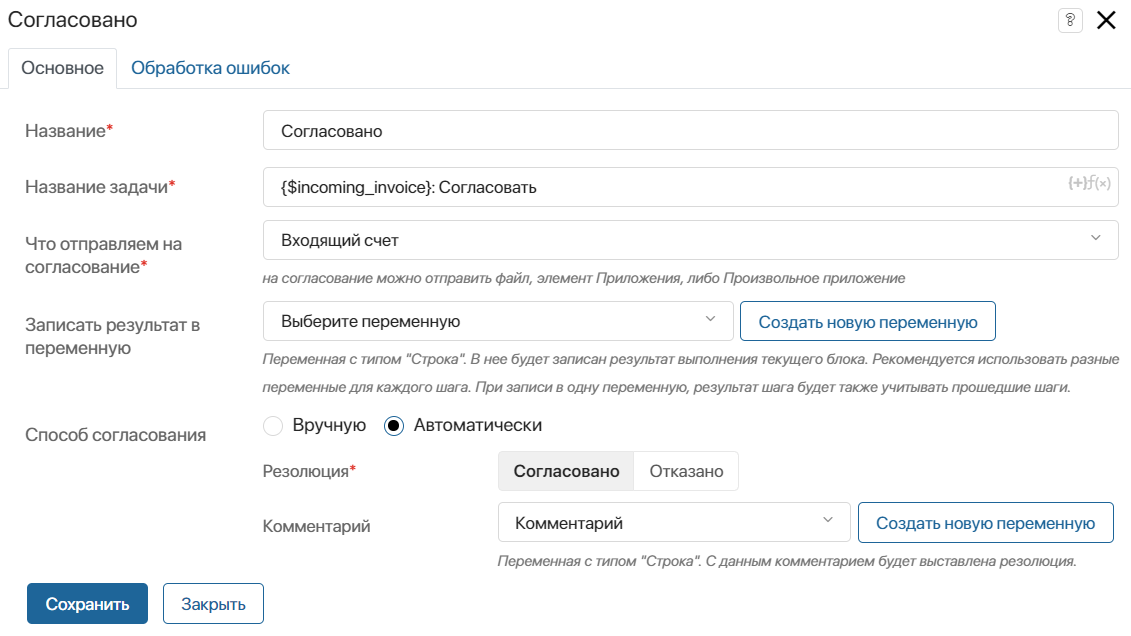 Согласовано
?
Основное Обработка ошибок
Название* Согласовано
Название задачи* {$incoming_invoice}: Согласовать {+}ƒ(×)
Что отправляем на
согласование*
Входящий счет
на согласование можно отправить файл, элемент Приложения, либо Произвольное приложение
Записать результат в
переменную
Выберите переменную Создать новую переменную
Переменная с типом "Строка". В нее будет записан результат выполнения текущего блока. Рекомендуется использовать разные
переменные для каждого шага. При записи в одну переменную, результат шага будет также учитывать прошедшие шаги.
Способ согласования Вручную Автоматически
Резолюция* Согласовано Отказано
Комментарий Комментарий Создать новую переменную
Переменная с типом "Строка". С данным комментарием будет выставлена резолюция.
Сохранить Закрыть